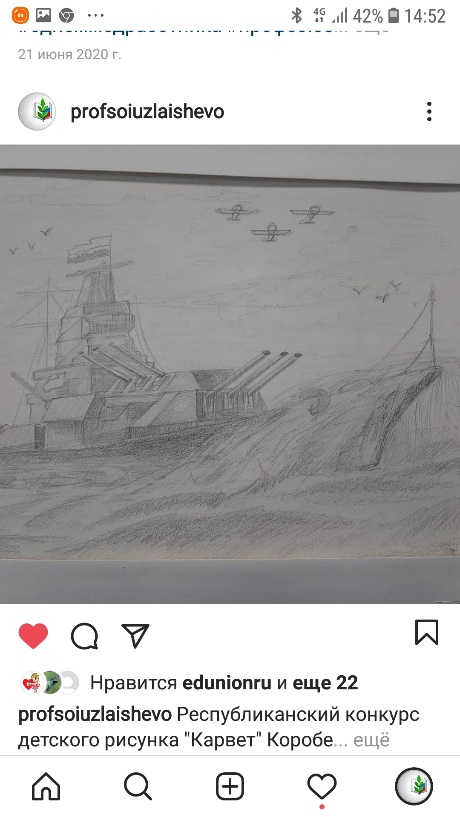 4G 42% 14:52
21 июня 2020 г.
profsoiuzlaishevo
Нравится edunionru и еще 22
profsoiuzlaishevo Республиканский конкурс
детского рисунка "Карвет" Коробе... ещё